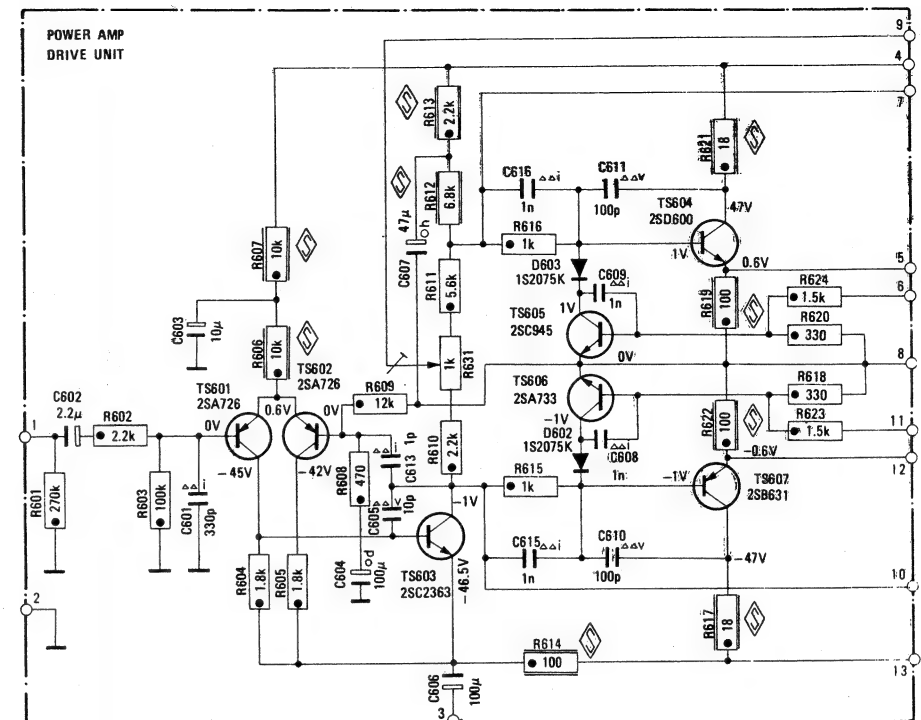 POWER AMP
DRIVE UNIT
9
4
7
R613
2.2k
R621
18
C616
ΔΔi
1n
C611
ΔΔv
100p
R612
6.8k
47μ
h
C607
TS604
2SD600
47V
R616
1k
1V
0.6V
5
R607
10k
D603
1S2075K
C609
ΔΔi
1n
R611
5.6k
R619
100
R624
1.5k
6
C603
10μ
TS605
2SC945
1V
R620
330
R606
10k
TS602
2SA726
1k
R631
0V
8
TS601
2SA726
R609
12k
TS606
2SA733
R618
330
C602
2.2μ
0.6V
0V
0V
-1V
R622
100
R623
1.5k
11
1
R602
2.2k
R610
2.2k
D602
1S2075K
C608
ΔΔi
1n
-0.6V
12
-45V
-42V
R608
470
C613
1p
i
R615
1k
-1V
TS607
2SB631
R601
270k
R603
100k
C601
330p
ΔΔi
C605
10p
v
-1V
C615
ΔΔi
1n
C610
ΔΔv
100p
-47V
R604
1.8k
R605
1.8k
C604
100μ
d
TS603
2SC2363
-46.5V
10
2
R617
18
R614
100
13
C606
100μ
3